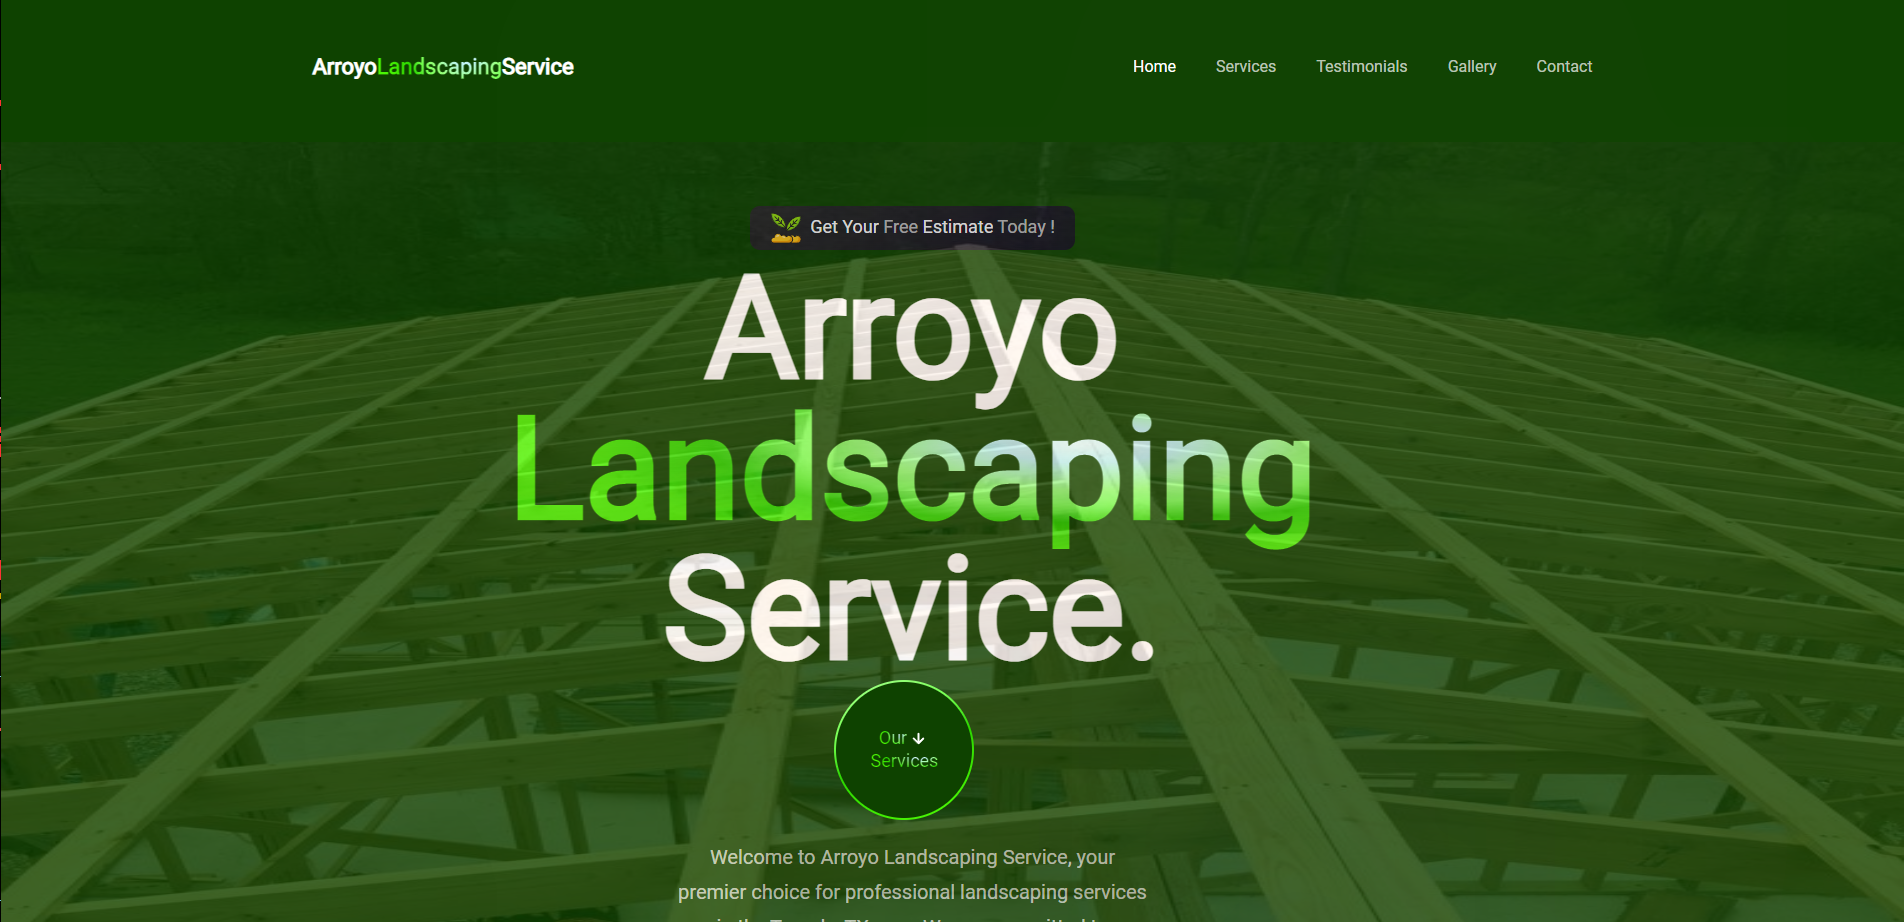 ArroyoLandscapingService
Home Services Testimonials Gallery Contact
Get Your Free Estimate Today !
Arroyo
Landscaping
Service.
Our
Services
Welcome to Arroyo Landscaping Service, your
premier choice for professional landscaping services